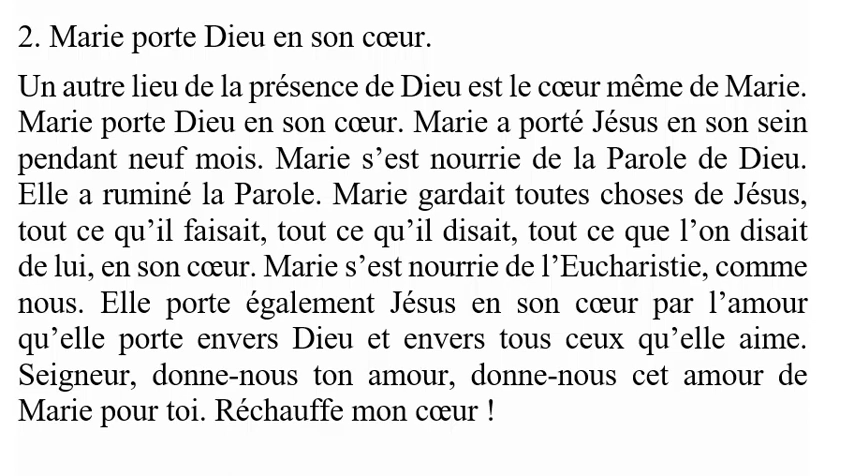 2. Marie porte Dieu en son cœur.
Un autre lieu de la présence de Dieu est le cœur même de Marie.
Marie porte Dieu en son cœur. Marie a porté Jésus en son sein
pendant neuf mois. Marie s’est nourrie de la Parole de Dieu.
Elle a ruminé la Parole. Marie gardait toutes choses de Jésus,
tout ce qu’il faisait, tout ce qu’il disait, tout ce que l’on disait
de lui, en son cœur. Marie s’est nourrie de l’Eucharistie, comme
nous. Elle porte également Jésus en son cœur par l’amour
qu’elle porte envers Dieu et envers tous ceux qu’elle aime.
Seigneur, donne-nous ton amour, donne-nous cet amour de
Marie pour toi. Réchauffe mon cœur !